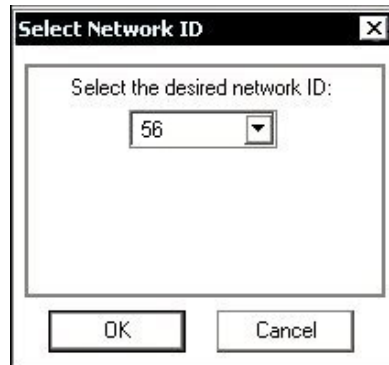 Select Network ID
Select the desired network ID:
56
OK
Cancel